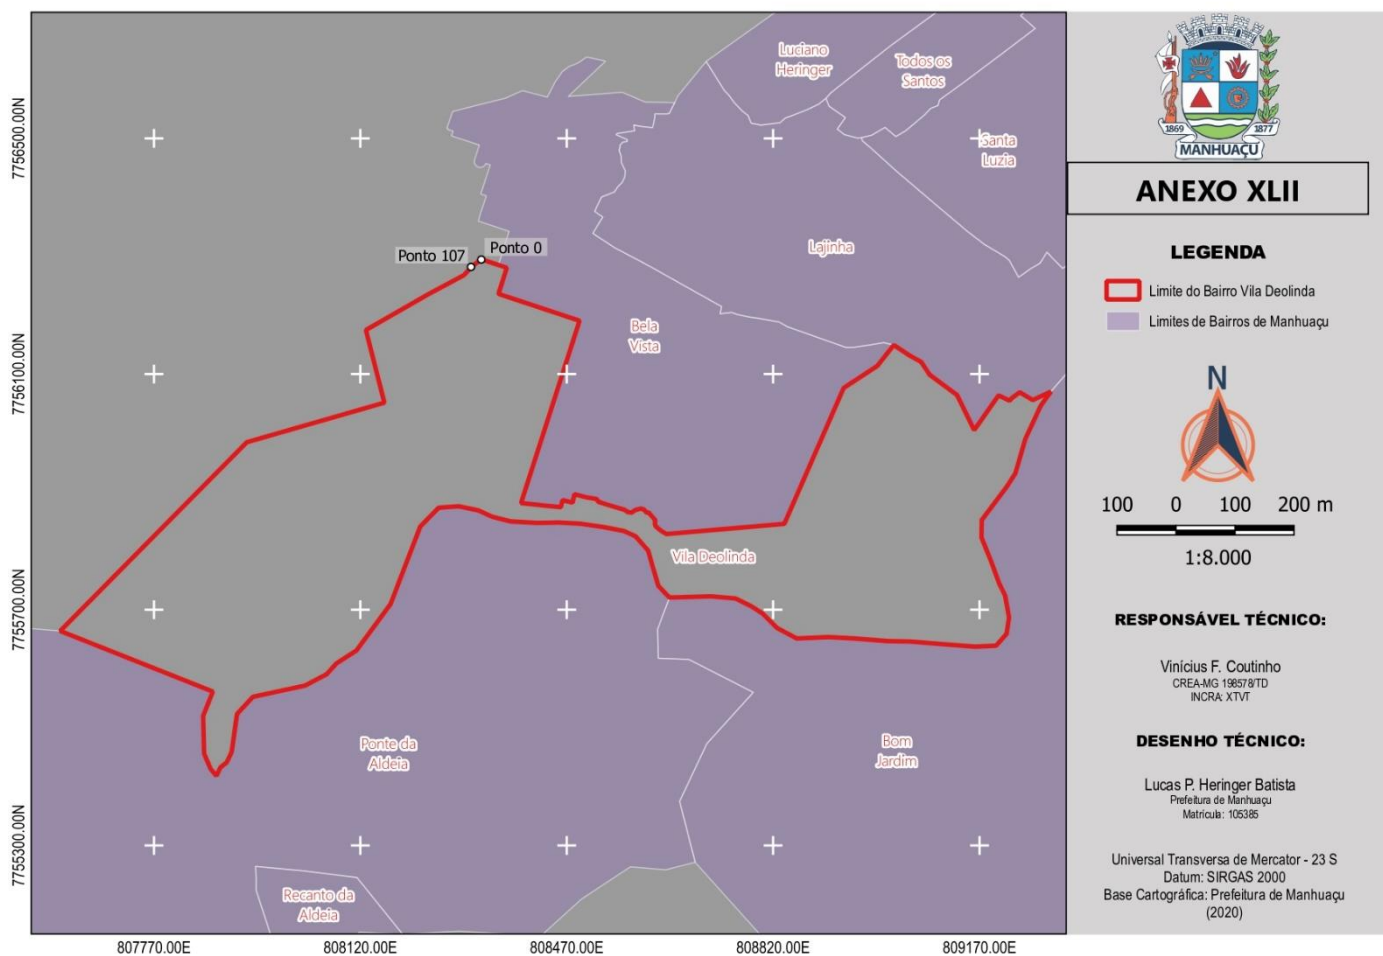 Luciano
Heringer
Todos os
Santos
Santa
Luzia
Lajinha
Ponto 107
Ponto 0
Bela
Vista
Vila Deolinda
Ponte da
Aldeia
Bom
Jardim
Recanto da
Aldeia
7756500.00N
7756100.00N
7755700.00N
7755300.00N
807770.00E
808120.00E
808470.00E
808820.00E
809170.00E
1869
1877
MANHUAÇU
ANEXO XLII
LEGENDA
Limite do Bairro Vila Deolinda
Limites de Bairros de Manhuaçu
N
100 0 100 200 m
1:8.000
RESPONSÁVEL TÉCNICO:
Vinícius F. Coutinho
CREA-MG 198578/TD
INCRA: XTVT
DESENHO TÉCNICO:
Lucas P. Heringer Batista
Prefeitura de Manhuaçu
Matrícula: 105385
Universal Transversa de Mercator - 23 S
Datum: SIRGAS 2000
Base Cartográfica: Prefeitura de Manhuaçu
(2020)